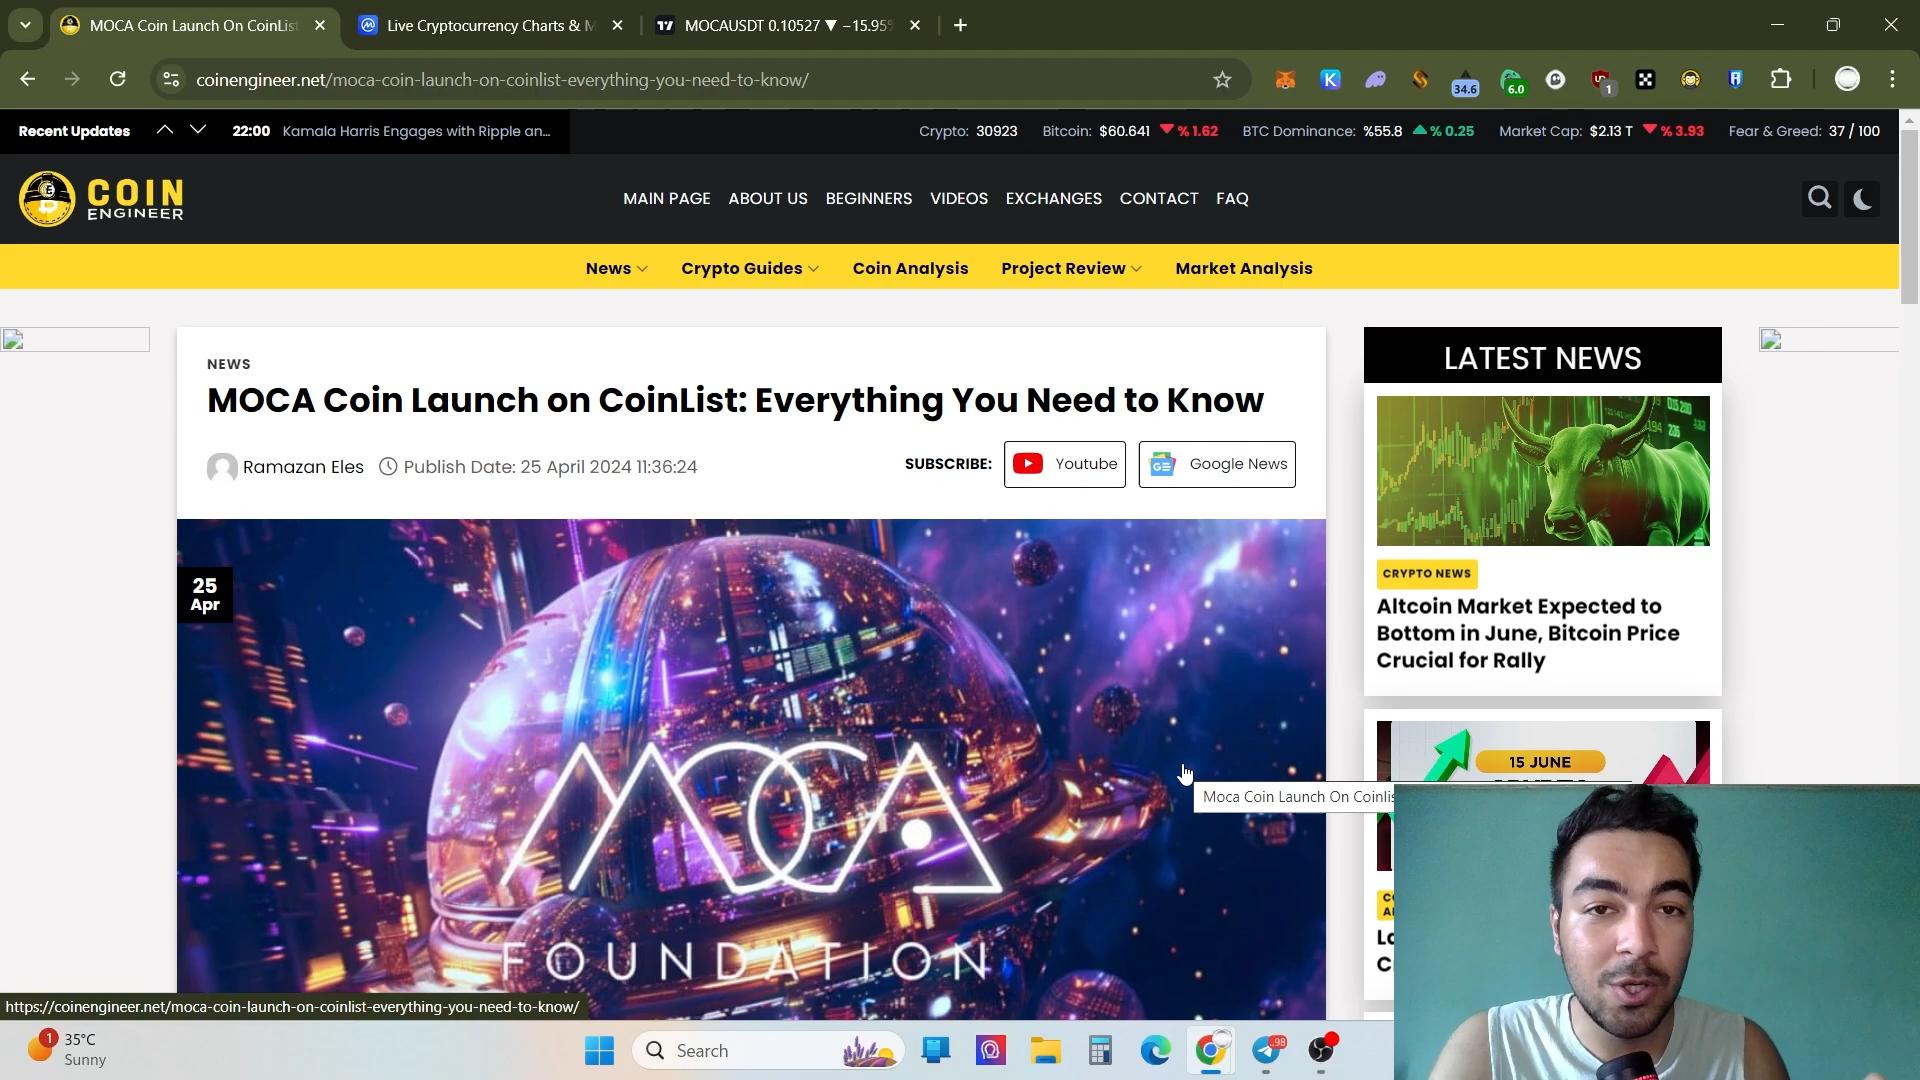 MOCA Coin Launch On CoinLis
Live Cryptocurrency Charts & M
MOCAUSDT 0.10527 ▼ −15.95%
coinengineer.net/moca-coin-launch-on-coinlist-everything-you-need-to-know/
34.6
6.0
1
Recent Updates
22:00 Kamala Harris Engages with Ripple an...
Crypto: 30923
Bitcoin: $60.641 ▼ % 1.62
BTC Dominance: %55.8 ▲ % 0.25
Market Cap: $2.13 T ▼ % 3.93
Fear & Greed: 37 / 100
COIN
ENGINEER
MAIN PAGE
ABOUT US
BEGINNERS
VIDEOS
EXCHANGES
CONTACT
FAQ
News
Crypto Guides
Coin Analysis
Project Review
Market Analysis
NEWS
MOCA Coin Launch on CoinList: Everything You Need to Know
Ramazan Eles
Publish Date: 25 April 2024 11:36:24
SUBSCRIBE:
Youtube
Google News
25
Apr
MOCA
FOUNDATION
Moca Coin Launch On Coinlis
LATEST NEWS
CRYPTO NEWS
Altcoin Market Expected to
Bottom in June, Bitcoin Price
Crucial for Rally
15 JUNE
https://coinengineer.net/moca-coin-launch-on-coinlist-everything-you-need-to-know/
1
35°C
Sunny
Search
98